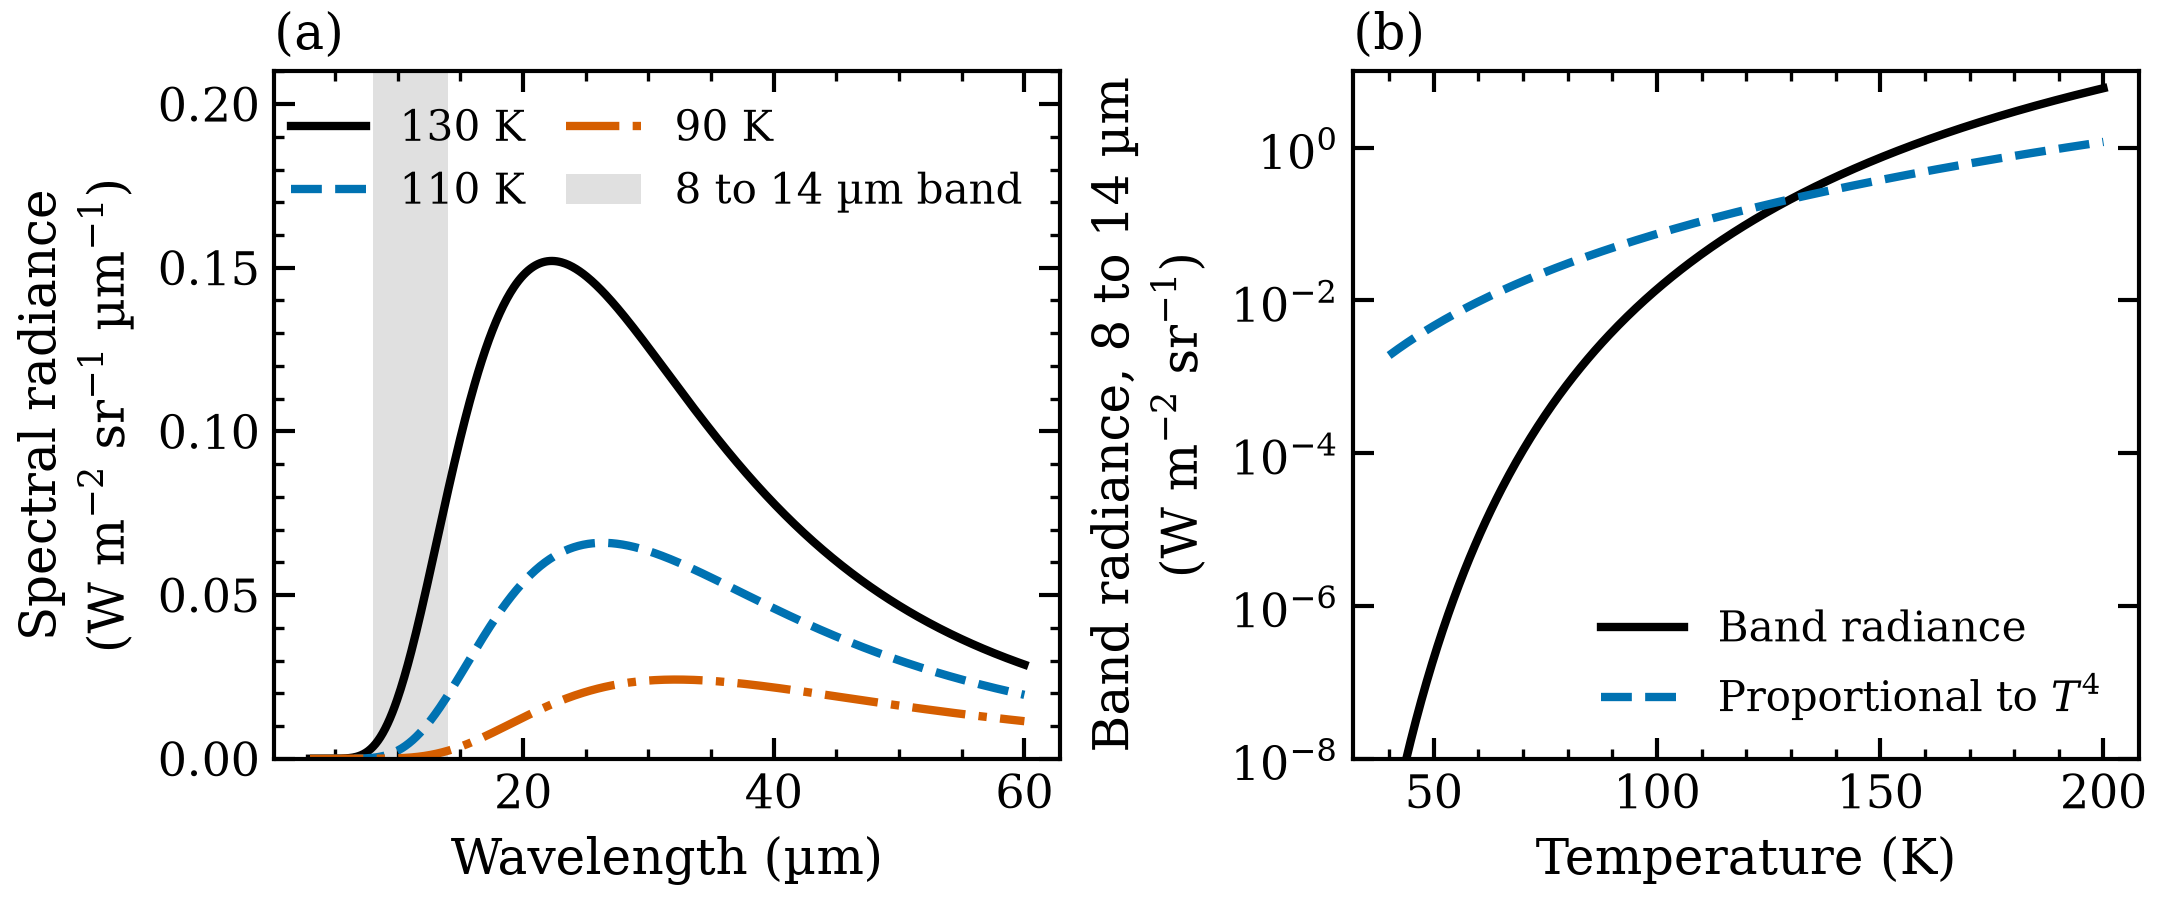 (a)
Spectral radiance
(W m⁻² sr⁻¹ µm⁻¹)
0.20
0.15
0.10
0.05
0.00
130 K
110 K
90 K
8 to 14 µm band
20
40
60
Wavelength (µm)
(b)
Band radiance, 8 to 14 µm
(W m⁻² sr⁻¹)
10⁰
10⁻²
10⁻⁴
10⁻⁶
10⁻⁸
Band radiance
Proportional to T⁴
50
100
150
200
Temperature (K)